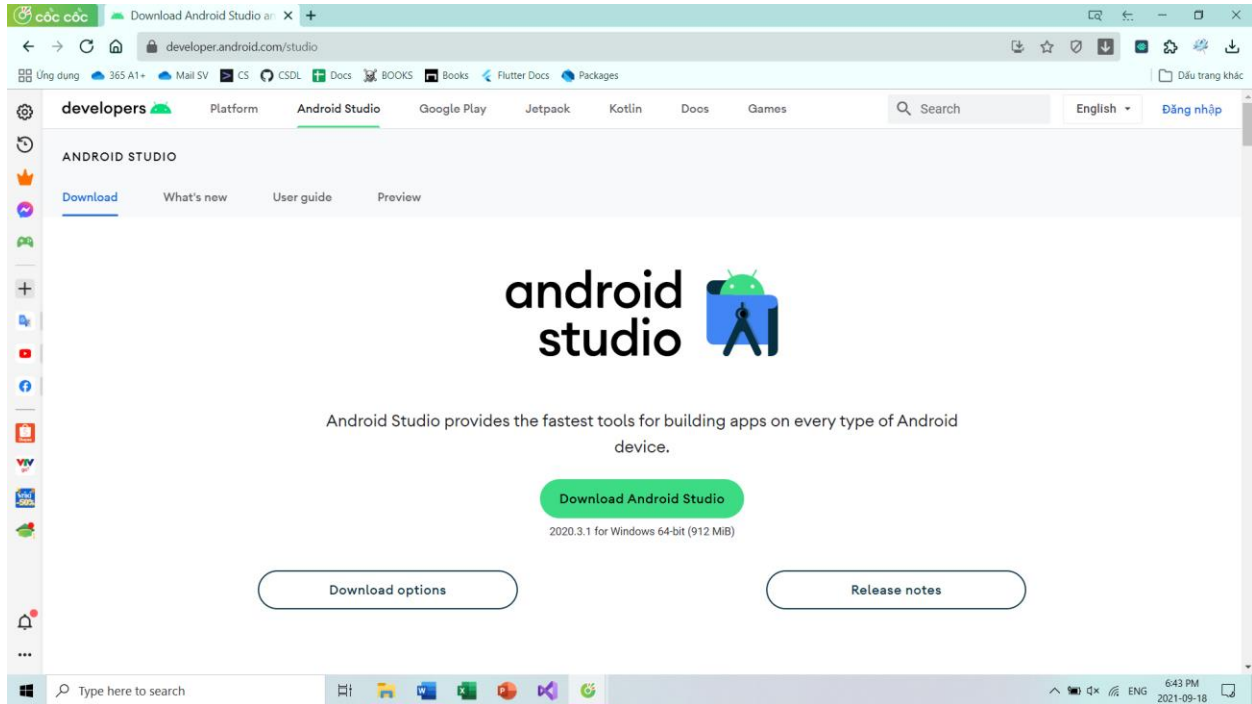 cốc cốc
Download Android Studio an
developer.android.com/studio
Ứng dụng
365 A1+
Mail SV
CS
CSDL
Docs
BOOKS
Books
Flutter Docs
Packages
Dấu trang khác
developers
Platform
Android Studio
Google Play
Jetpack
Kotlin
Docs
Games
Search
English
Đăng nhập
ANDROID STUDIO
Download
What's new
User guide
Preview
android
studio
Android Studio provides the fastest tools for building apps on every type of Android
device.
Download Android Studio
2020.3.1 for Windows 64-bit (912 MiB)
Download options
Release notes
Type here to search
ENG
6:43 PM
2021-09-18